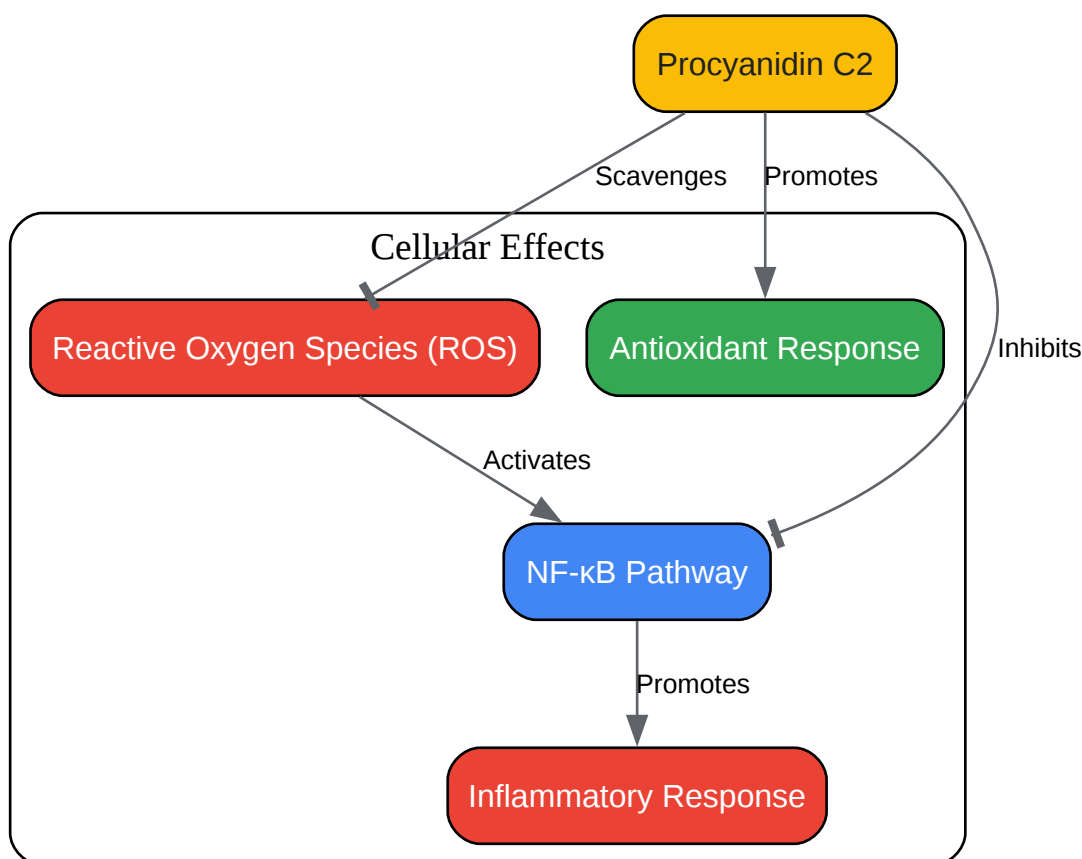 Procyanidin C2
Scavenges
Promotes
Cellular Effects
Reactive Oxygen Species (ROS)
Antioxidant Response
Inhibits
Activates
NF-κB Pathway
Promotes
Inflammatory Response